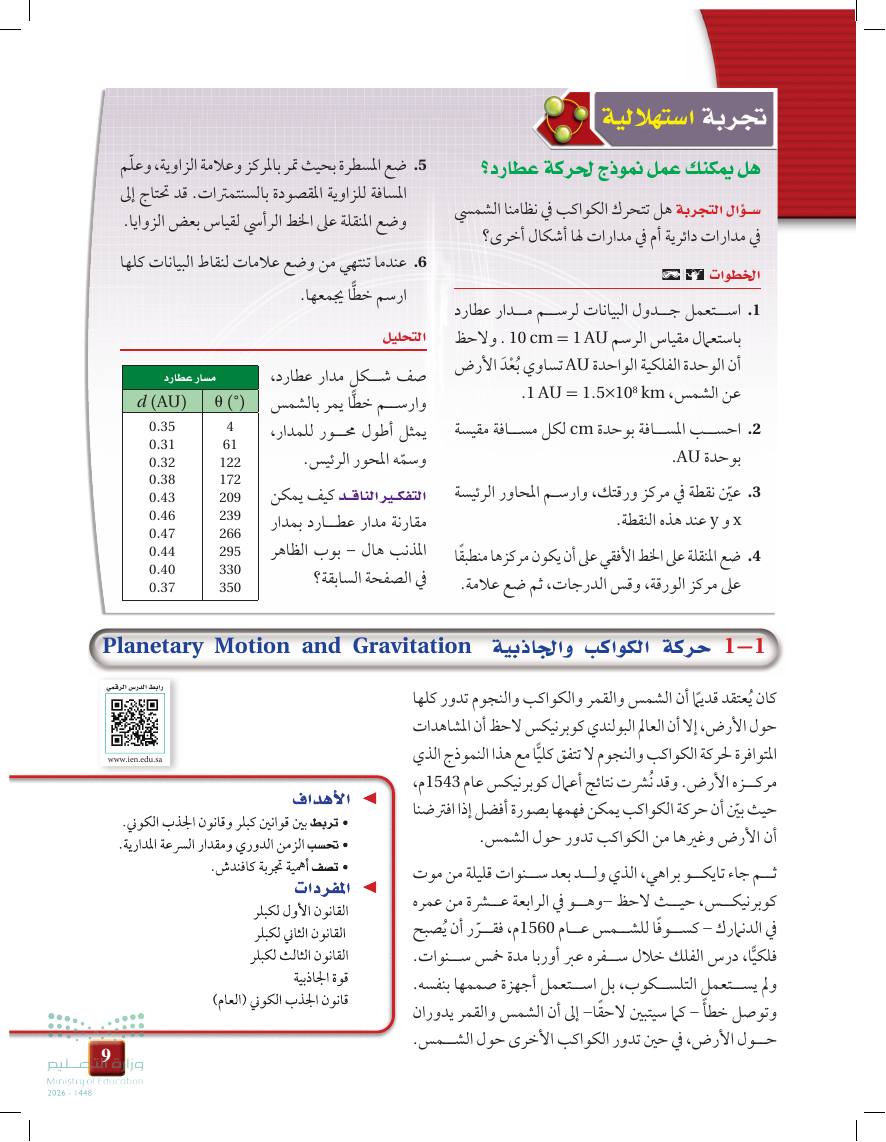 تجربة استهلالية
هل يمكنك عمل نموذج لحركة عطارد؟
سؤال التجربة هل تتحرك الكواكب في نظامنا الشمسي
في مدارات دائرية أم في مدارات لها أشكال أخرى؟
الخطوات
1. استعمل جدول البيانات لرسم مدار عطارد
باستعمال مقياس الرسم 10 cm = 1 AU . ولاحظ
أن الوحدة الفلكية الواحدة AU تساوي بُعْدَ الأرض
عن الشمس، 1 AU = 1.5×10⁸ km.
2. احسب المسافة بوحدة cm لكل مسافة مقيسة
بوحدة AU.
3. عيّن نقطة في مركز ورقتك، وارسم المحاور الرئيسة
x و y عند هذه النقطة.
4. ضع المنقلة على الخط الأفقي على أن يكون مركزها منطبقًا
على مركز الورقة، وقس الدرجات، ثم ضع علامة.
5. ضع المسطرة بحيث تمر بالمركز وعلامة الزاوية، وعلّم
المسافة للزاوية المقصودة بالسنتمترات. قد تحتاج إلى
وضع المنقلة على الخط الرأسي لقياس بعض الزوايا.
6. عندما تنتهي من وضع علامات لنقاط البيانات كلها
ارسم خطًّا يجمعها.
التحليل
صف شكل مدار عطارد،
وارسم خطًّا يمر بالشمس
يمثل أطول محور للمدار،
وسمّه المحور الرئيس.
التفكير الناقد كيف يمكن
مقارنة مدار عطارد بمدار
المذنب هال – بوب الظاهر
في الصفحة السابقة؟
مسار عطارد
d (AU) θ (°)
0.35 4
0.31 61
0.32 122
0.38 172
0.43 209
0.46 239
0.47 266
0.44 295
0.40 330
0.37 350
1–1 حركة الكواكب والجاذبية Planetary Motion and Gravitation
كان يُعتقد قديمًا أن الشمس والقمر والكواكب والنجوم تدور كلها
حول الأرض، إلا أن العالم البولندي كوبرنيكس لاحظ أن المشاهدات
المتوافرة لحركة الكواكب والنجوم لا تتفق كليًّا مع هذا النموذج الذي
مركزه الأرض. وقد نُشرت نتائج أعمال كوبرنيكس عام 1543م،
حيث بيّن أن حركة الكواكب يمكن فهمها بصورة أفضل إذا افترضنا
أن الأرض وغيرها من الكواكب تدور حول الشمس.
ثم جاء تايكو براهي، الذي ولد بعد سنوات قليلة من موت
كوبرنيكس، حيث لاحظ –وهو في الرابعة عشرة من عمره
في الدنمارك – كسوفًا للشمس عام 1560م، فقرّر أن يُصبح
فلكيًّا، درس الفلك خلال سفره عبر أوربا مدة خمس سنوات.
ولم يستعمل التلسكوب، بل استعمل أجهزة صممها بنفسه.
وتوصل خطأً – كما سيتبين لاحقًا– إلى أن الشمس والقمر يدوران
حول الأرض، في حين تدور الكواكب الأخرى حول الشمس.
رابط الدرس الرقمي
www.ien.edu.sa
◀ الأهداف
• تربط بين قوانين كبلر وقانون الجذب الكوني.
• تحسب الزمن الدوري ومقدار السرعة المدارية.
• تصف أهمية تجربة كافندش.
◀ المفردات
القانون الأول لكبلر
القانون الثاني لكبلر
القانون الثالث لكبلر
قوة الجاذبية
قانون الجذب الكوني (العام)
9
وزارة التعليم
Ministry of Education
2026 - 1448